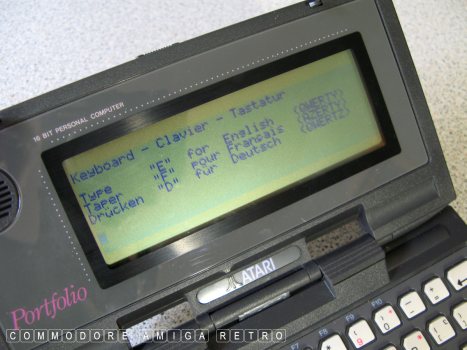 16 BIT PERSONAL COMPUTER
Keyboard - Clavier - Tastatur
Type "E" for English (QWERTY)
Taper "F" pour Français (AZERTY)
Drucken "D" für Deutsch (QWERTZ)
Portfolio
ATARI
F7 F8 F9 F10
COMMODORE AMIGA RETRO